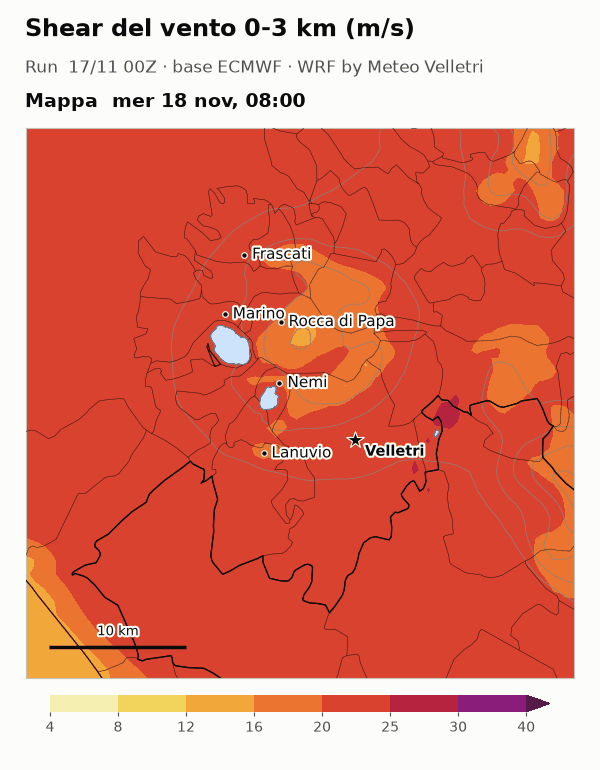 Shear del vento 0-3 km (m/s)
Run  17/11 00Z · base ECMWF · WRF by Meteo Velletri
Mappa  mer 18 nov, 08:00
Frascati
Marino
Rocca di Papa
Nemi
Velletri
Lanuvio
10 km
4 8 12 16 20 25 30 40